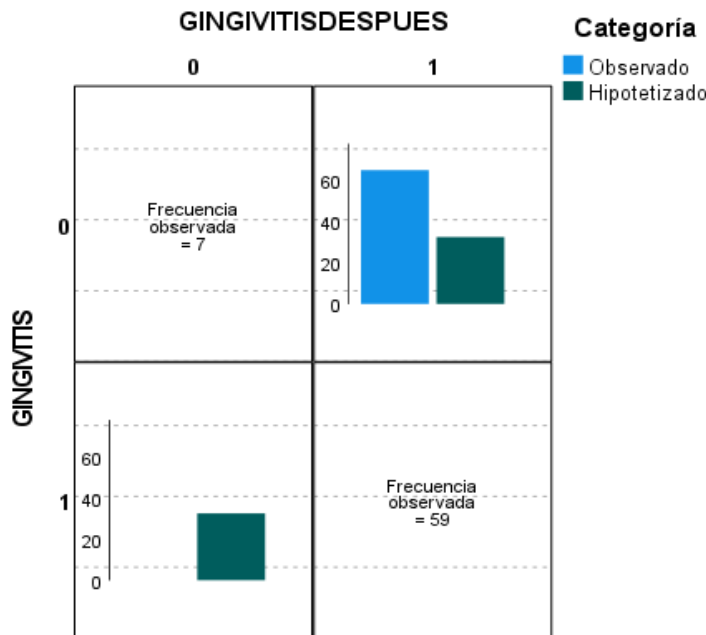 GINGIVITISDESPUES
Categoría
0
1
Observado
Hipotetizado
0
Frecuencia
observada
= 7
60
40
20
0
GINGIVITIS
1
60
40
20
0
Frecuencia
observada
= 59